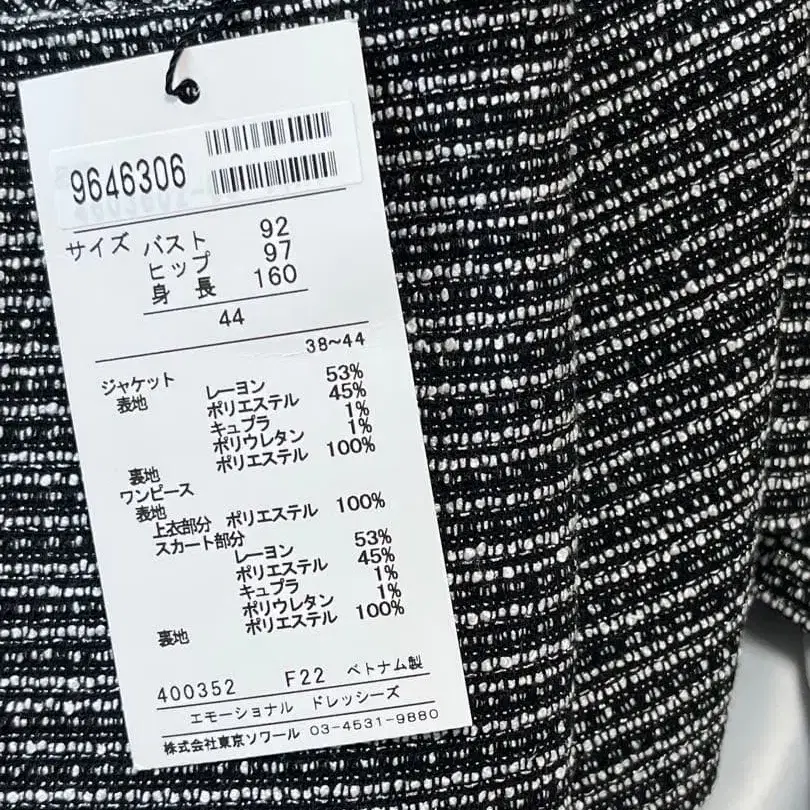 9646306
サイズ バスト 92
ヒップ 97
身長 160
44
38~44
ジャケット
表地 レーヨン 53%
ポリエステル 45%
キュプラ 1%
ポリウレタン 1%
裏地 ポリエステル 100%
ワンピース
表地
上衣部分 ポリエステル 100%
スカート部分
レーヨン 53%
ポリエステル 45%
キュプラ 1%
ポリウレタン 1%
裏地 ポリエステル 100%
400352 F22 ベトナム製
エモーショナル ドレッシーズ
株式会社東京ソワール 03-4531-9880